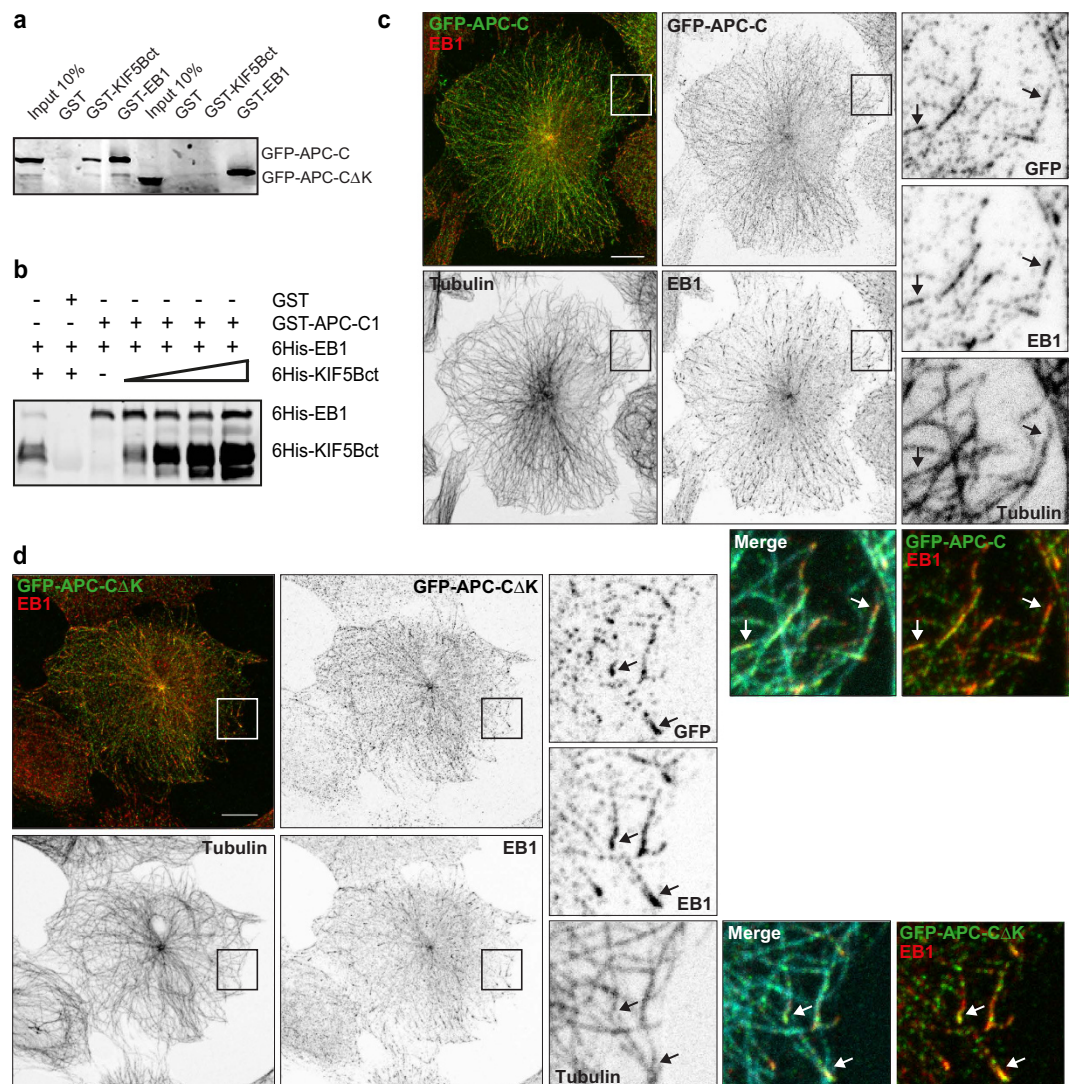 a
Input 10%
GST
GST-KIF5Bct
GST-EB1
Input 10%
GST
GST-KIF5Bct
GST-EB1
GFP-APC-C
GFP-APC-CΔK
b
- + - - - - - GST
- - + + + + + GST-APC-C1
+ + + + + + + 6His-EB1
+ + - 6His-KIF5Bct
6His-EB1
6His-KIF5Bct
c
GFP-APC-C
EB1
GFP-APC-C
GFP
Tubulin
EB1
EB1
Tubulin
Merge
GFP-APC-C
EB1
d
GFP-APC-CΔK
EB1
GFP-APC-CΔK
GFP
Tubulin
EB1
EB1
Tubulin
Merge
GFP-APC-CΔK
EB1